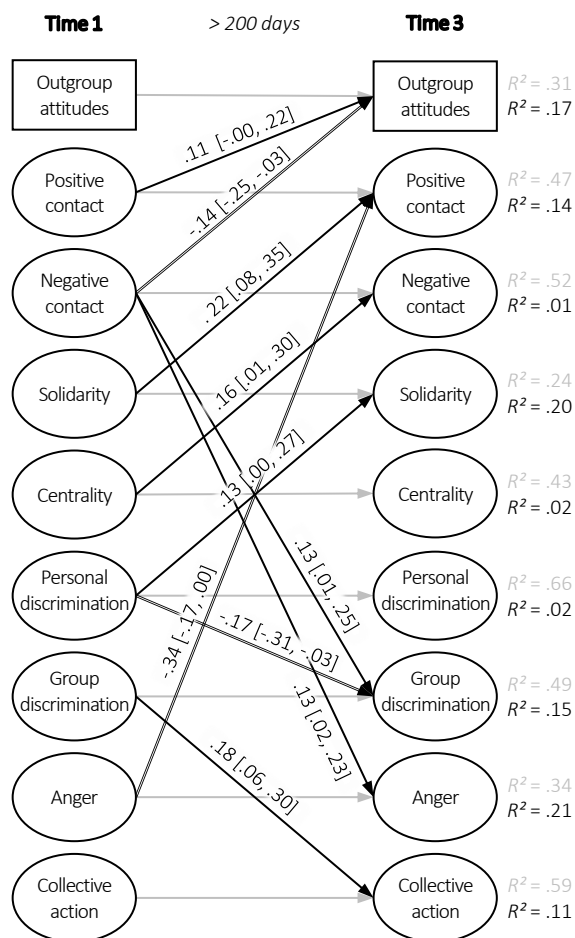 Time 1 > 200 days Time 3
Outgroup
attitudes
Outgroup
attitudes
R² = .31
R² = .17
.11 [-.00, .22]
-.14 [-.25, -.03]
Positive
contact
Positive
contact
R² = .47
R² = .14
.22 [.08, .35]
Negative
contact
Negative
contact
R² = .52
R² = .01
.16 [.01, .30]
Solidarity
Solidarity
R² = .24
R² = .20
.13 [.00, .27]
Centrality
Centrality
R² = .43
R² = .02
.13 [.01, .25]
Personal
discrimination
Personal
discrimination
R² = .66
R² = .02
-.34 [-.17, .00]
-.17 [-.31, -.03]
Group
discrimination
Group
discrimination
R² = .49
R² = .15
.13 [.02, .23]
.18 [.06, .30]
Anger
Anger
R² = .34
R² = .21
Collective
action
Collective
action
R² = .59
R² = .11